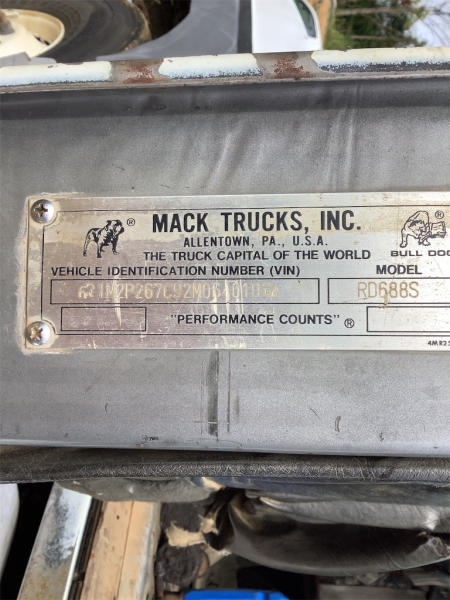 ® MACK TRUCKS, INC.
ALLENTOWN, PA., U.S.A.
THE TRUCK CAPITAL OF THE WORLD
BULL DOG
VEHICLE IDENTIFICATION NUMBER (VIN) MODEL
RD688S
"PERFORMANCE COUNTS" ®
4MR25